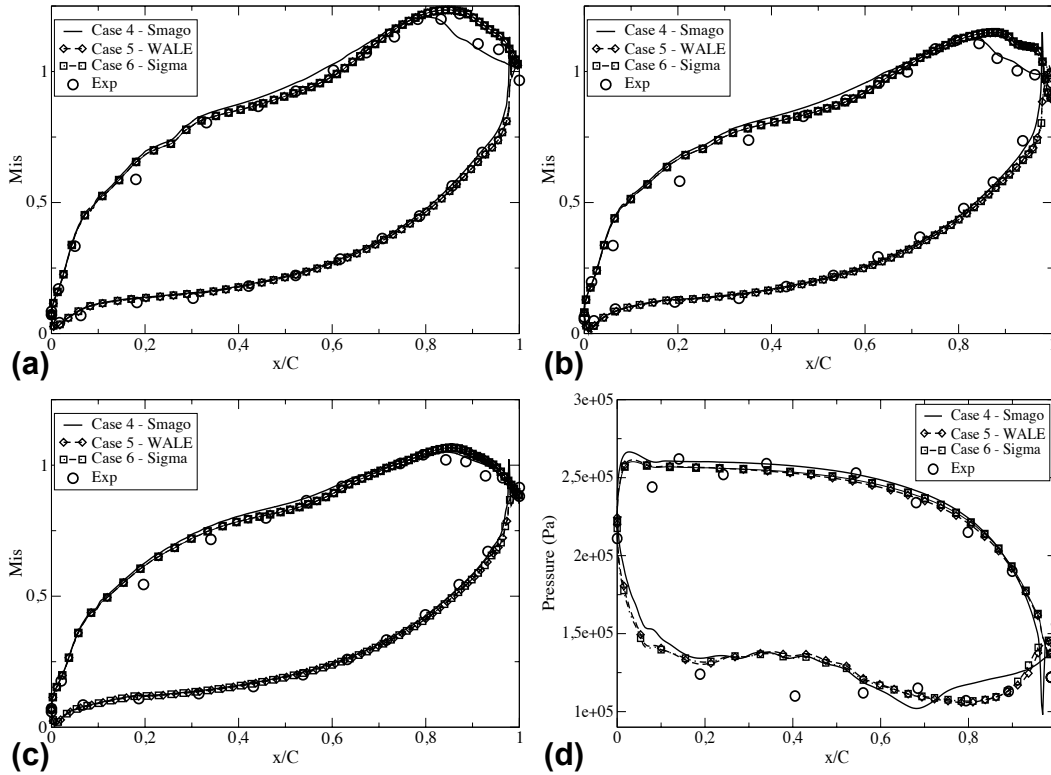 Case 4 - Smago
Case 5 - WALE
Case 6 - Sigma
Exp
Mis
1
0,5
0
0
0,2
0,4
0,6
0,8
1
x/C
(a)
Case 4 - Smago
Case 5 - WALE
Case 6 - Sigma
Exp
Mis
1
0,5
0
0
0,2
0,4
0,6
0,8
1
x/C
(b)
Case 4 - Smago
Case 5 - WALE
Case 6 - Sigma
Exp
Mis
1
0,5
0
0
0,2
0,4
0,6
0,8
1
x/C
(c)
Case 4 - Smago
Case 5 - WALE
Case 6 - Sigma
Exp
Pressure (Pa)
3e+05
2,5e+05
2e+05
1,5e+05
1e+05
0
0,2
0,4
0,6
0,8
1
x/C
(d)